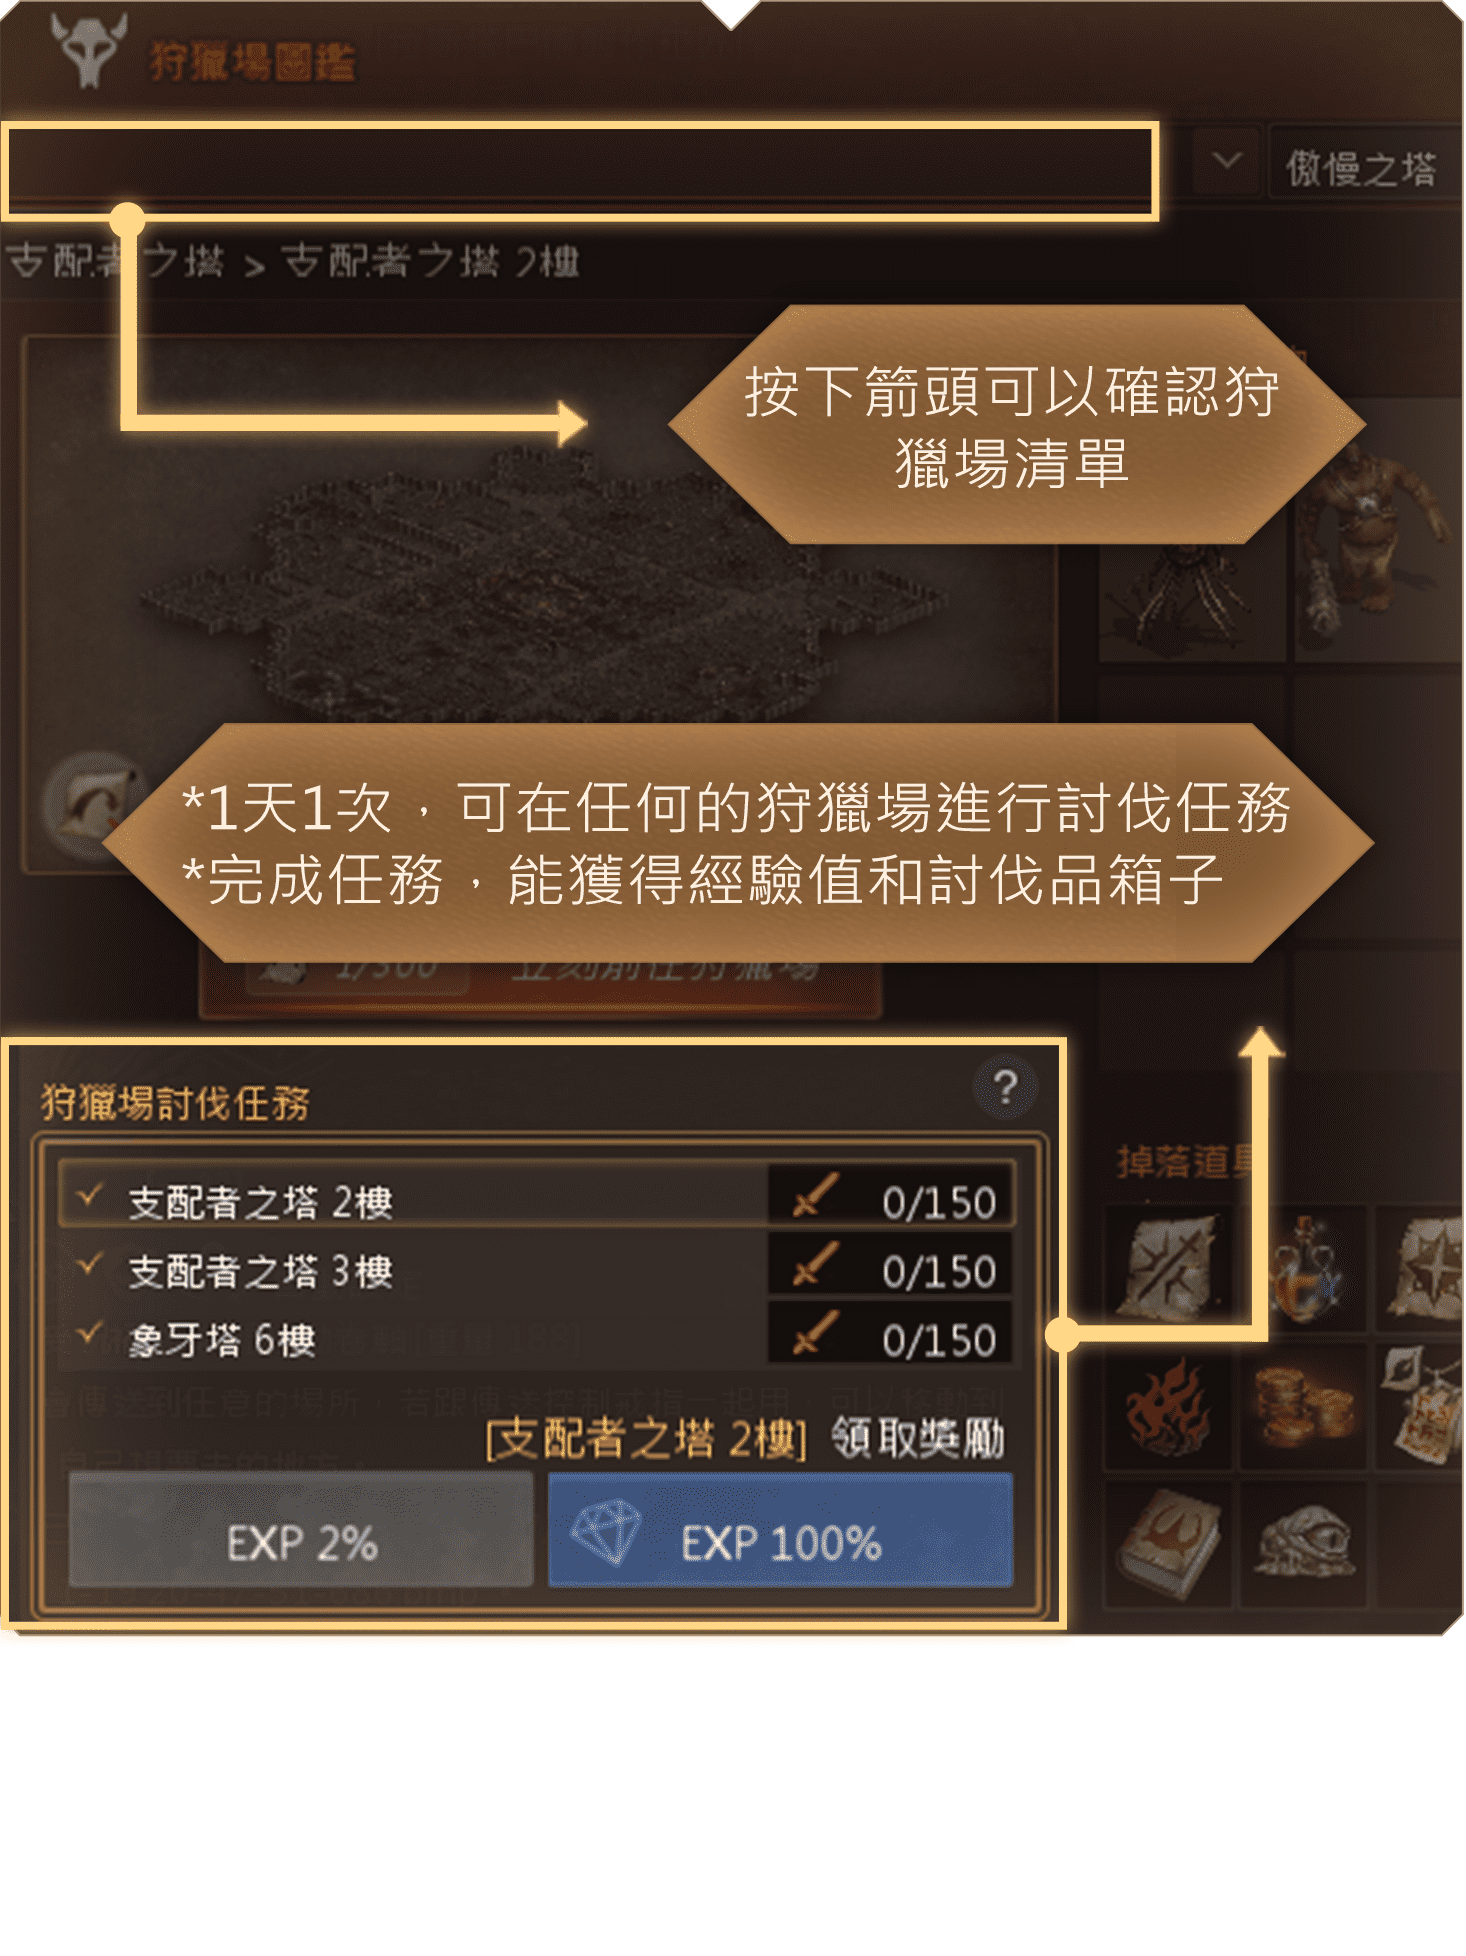 狩獵場圖鑑
傲慢之塔
支配者之塔 > 支配者之塔 2樓
按下箭頭可以確認狩
獵場清單
*1天1次，可在任何的狩獵場進行討伐任務
*完成任務，能獲得經驗值和討伐品箱子
1/500 立刻前往狩獵場
狩獵場討伐任務
?
支配者之塔 2樓 0/150
支配者之塔 3樓 0/150
象牙塔 6樓 0/150
[支配者之塔 2樓] 領取獎勵
EXP 2%
EXP 100%
掉落道具